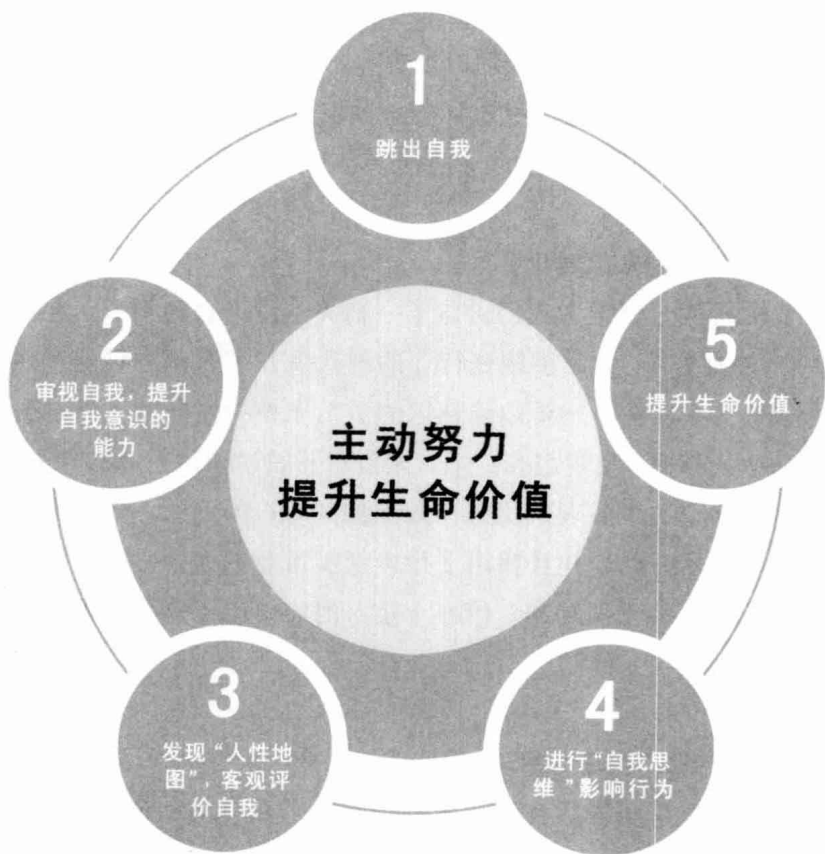 1
跳出自我
2
审视自我，提升
自我意识的
能力
3
发现“人性地
图”，客观评
价自我
4
进行“自我思
维”影响行为
5
提升生命价值
主动努力
提升生命价值